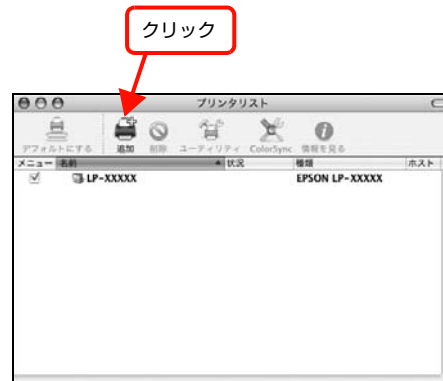 クリック
プリンタリスト
デフォルトにする 追加 削除 ユーティリティ ColorSync 情報を見る
メニュー 名前 状況 種類 ホスト
LP-XXXXX EPSON LP-XXXXX